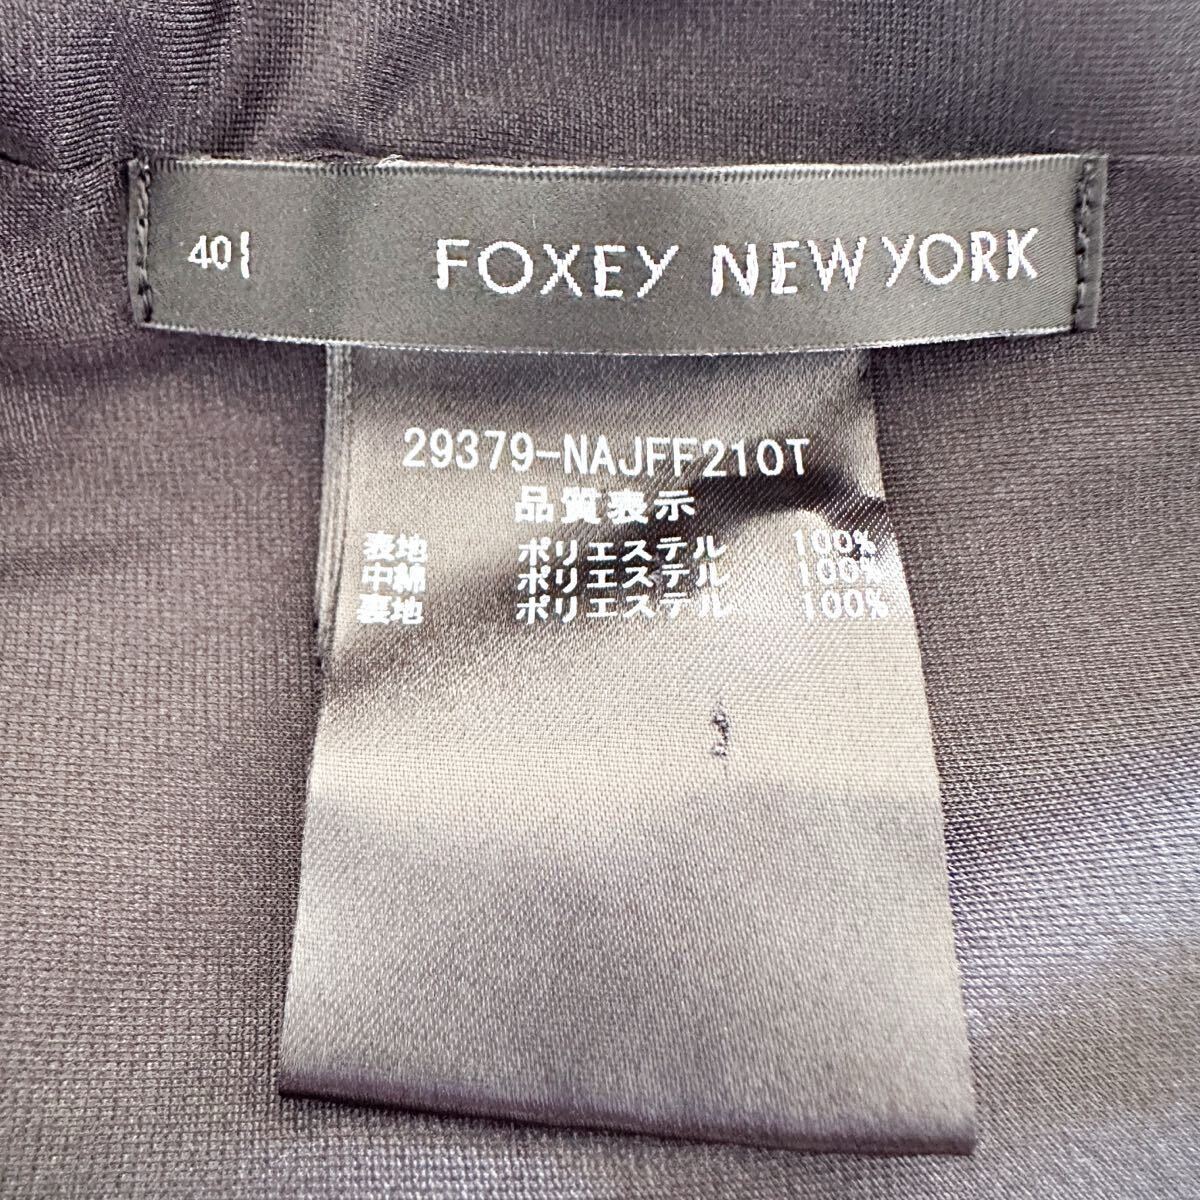 40 FOXEY NEW YORK
29379-NAJFF210T
品質表示
表地 ポリエステル 100%
中綿 ポリエステル 100%
裏地 ポリエステル 100%